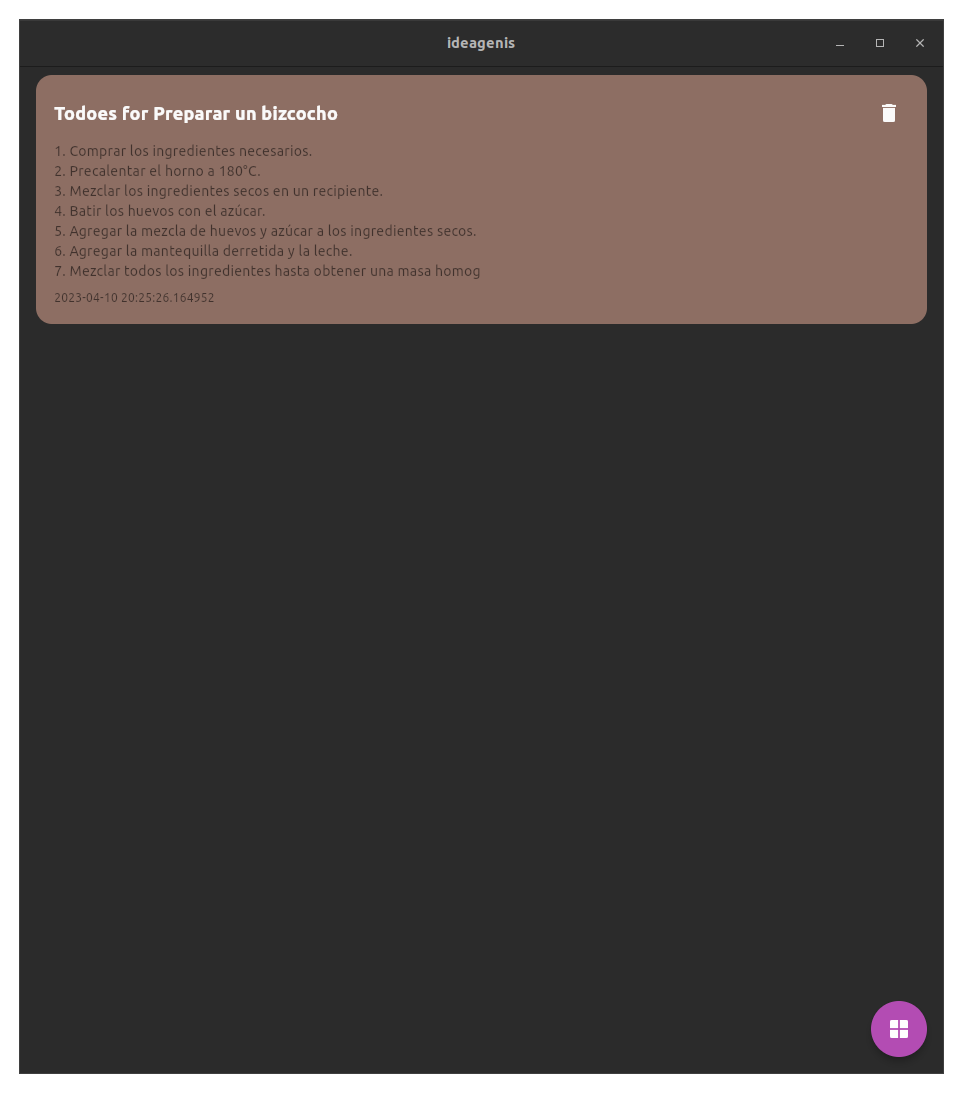 ideagenis
Todoes for Preparar un bizcocho
1. Comprar los ingredientes necesarios.
2. Precalentar el horno a 180°C.
3. Mezclar los ingredientes secos en un recipiente.
4. Batir los huevos con el azúcar.
5. Agregar la mezcla de huevos y azúcar a los ingredientes secos.
6. Agregar la mantequilla derretida y la leche.
7. Mezclar todos los ingredientes hasta obtener una masa homog
2023-04-10 20:25:26.164952